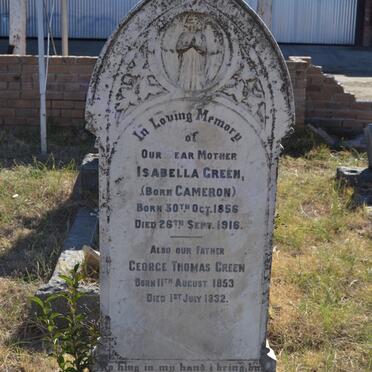 In Loving Memory
of
Our Dear Mother
Isabella Green,
(Born Cameron)
Born 30th Oct. 1856
Died 26th Sept. 1916.
Also our Father
George Thomas Green
Born 11th August 1853
Died 1st July 1932.
in my hand I bring